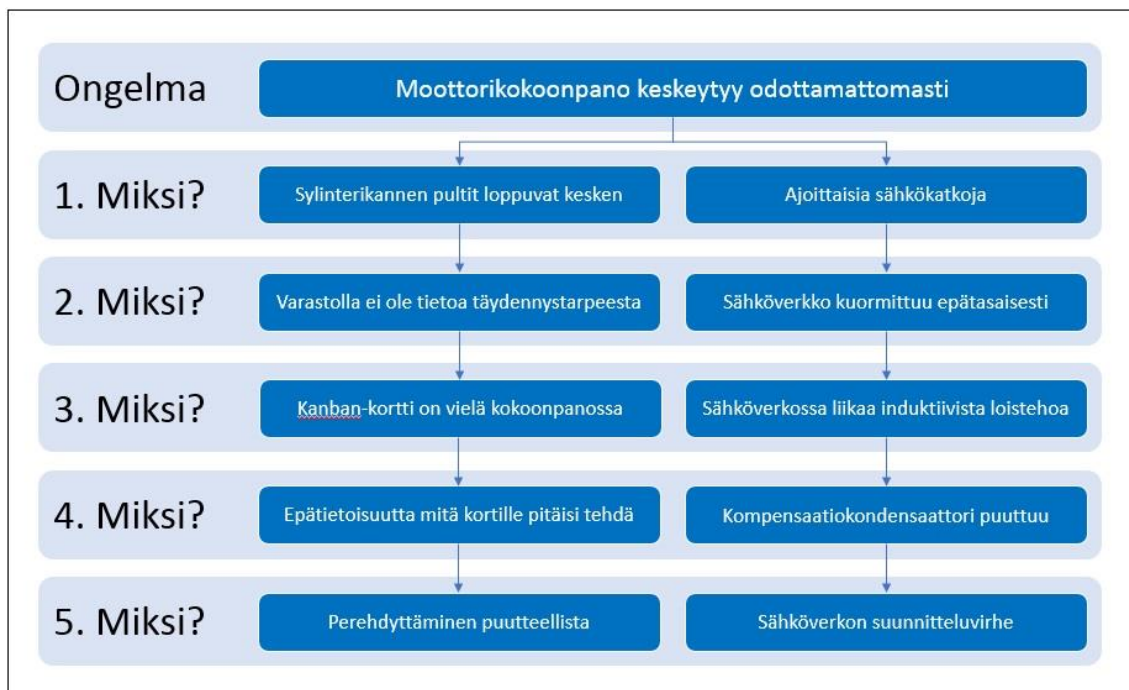 Ongelma
Moottorikokoonpano keskeytyy odottamattomasti
1. Miksi?
Sylinterikannen pultit loppuvat kesken
Ajoittaisia sähkökatkoja
2. Miksi?
Varastolla ei ole tietoa täydennystarpeesta
Sähköverkko kuormittuu epätasaisesti
3. Miksi?
Kanban-kortti on vielä kokoonpanossa
Sähköverkossa liikaa induktiivista loistehoa
4. Miksi?
Epätietoisuutta mitä kortille pitäisi tehdä
Kompensaatiokondensaattori puuttuu
5. Miksi?
Perehdyttäminen puutteellista
Sähköverkon suunnitteluvirhe